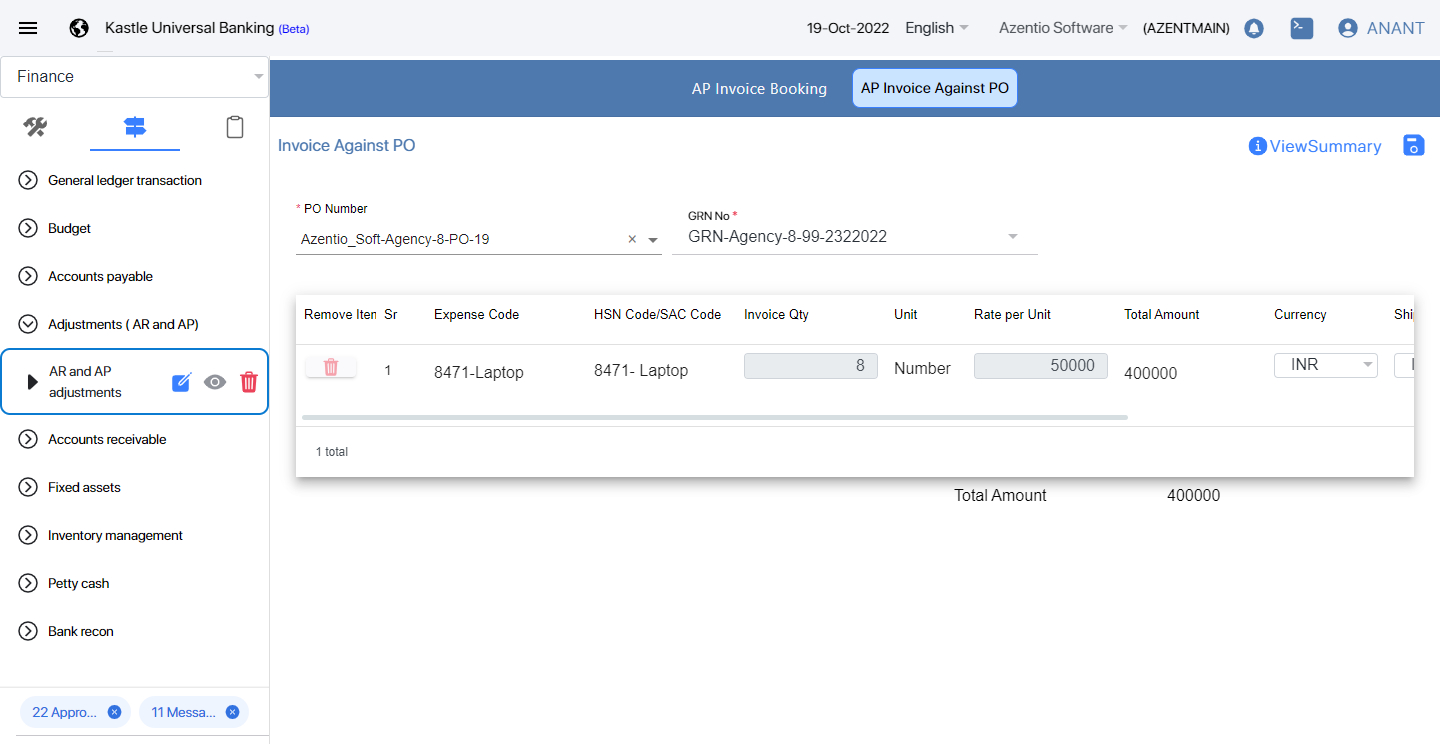 Kastle Universal Banking (Beta)
19-Oct-2022
English
Azentio Software
(AZENTMAIN)
ANANT
Finance
AP Invoice Booking
AP Invoice Against PO
General ledger transaction
Budget
Accounts payable
Adjustments ( AR and AP)
AR and AP
adjustments
Accounts receivable
Fixed assets
Inventory management
Petty cash
Bank recon
22 Appro...
11 Messa...
Invoice Against PO
ViewSummary
* PO Number
Azentio_Soft-Agency-8-PO-19
GRN No *
GRN-Agency-8-99-2322022
Remove Iten Sr Expense Code HSN Code/SAC Code Invoice Qty Unit Rate per Unit Total Amount Currency Shi
1 8471-Laptop 8471- Laptop 8 Number 50000 400000 INR
1 total
Total Amount 400000